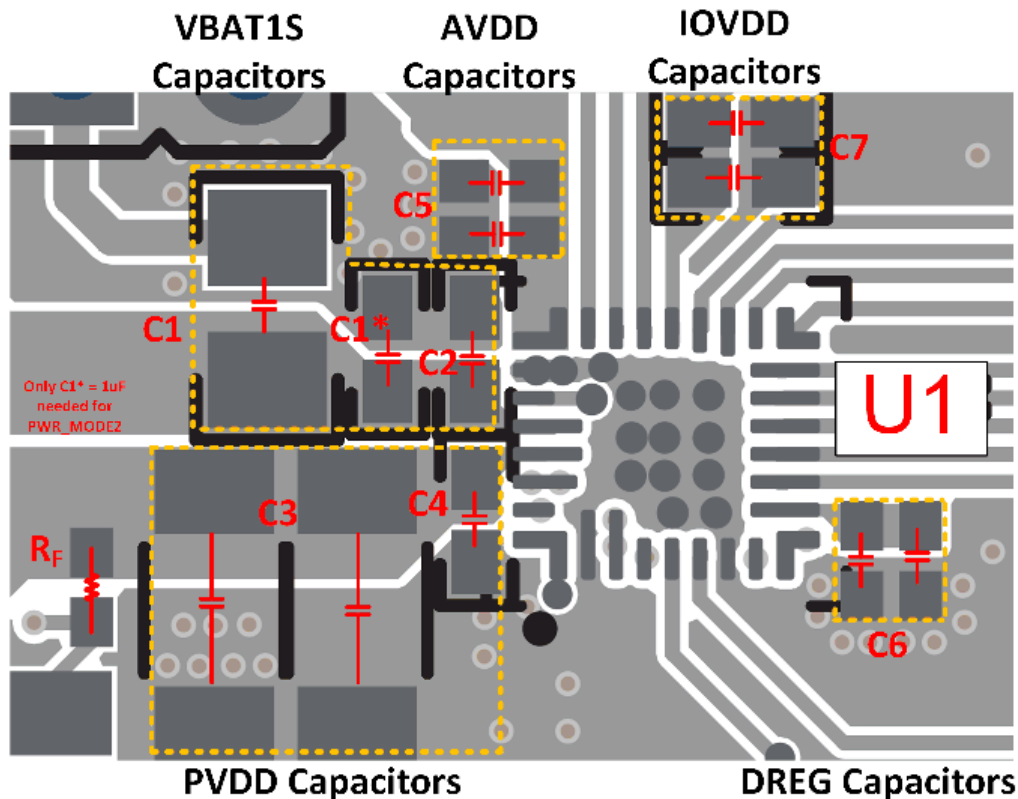 VBAT1S
Capacitors
AVDD
Capacitors
IOVDD
Capacitors
C7
C5
C1
C1*
C2
Only C1* = 1uF
needed for
PWR_MODE2
U1
C3
C4
RF
C6
PVDD Capacitors
DREG Capacitors